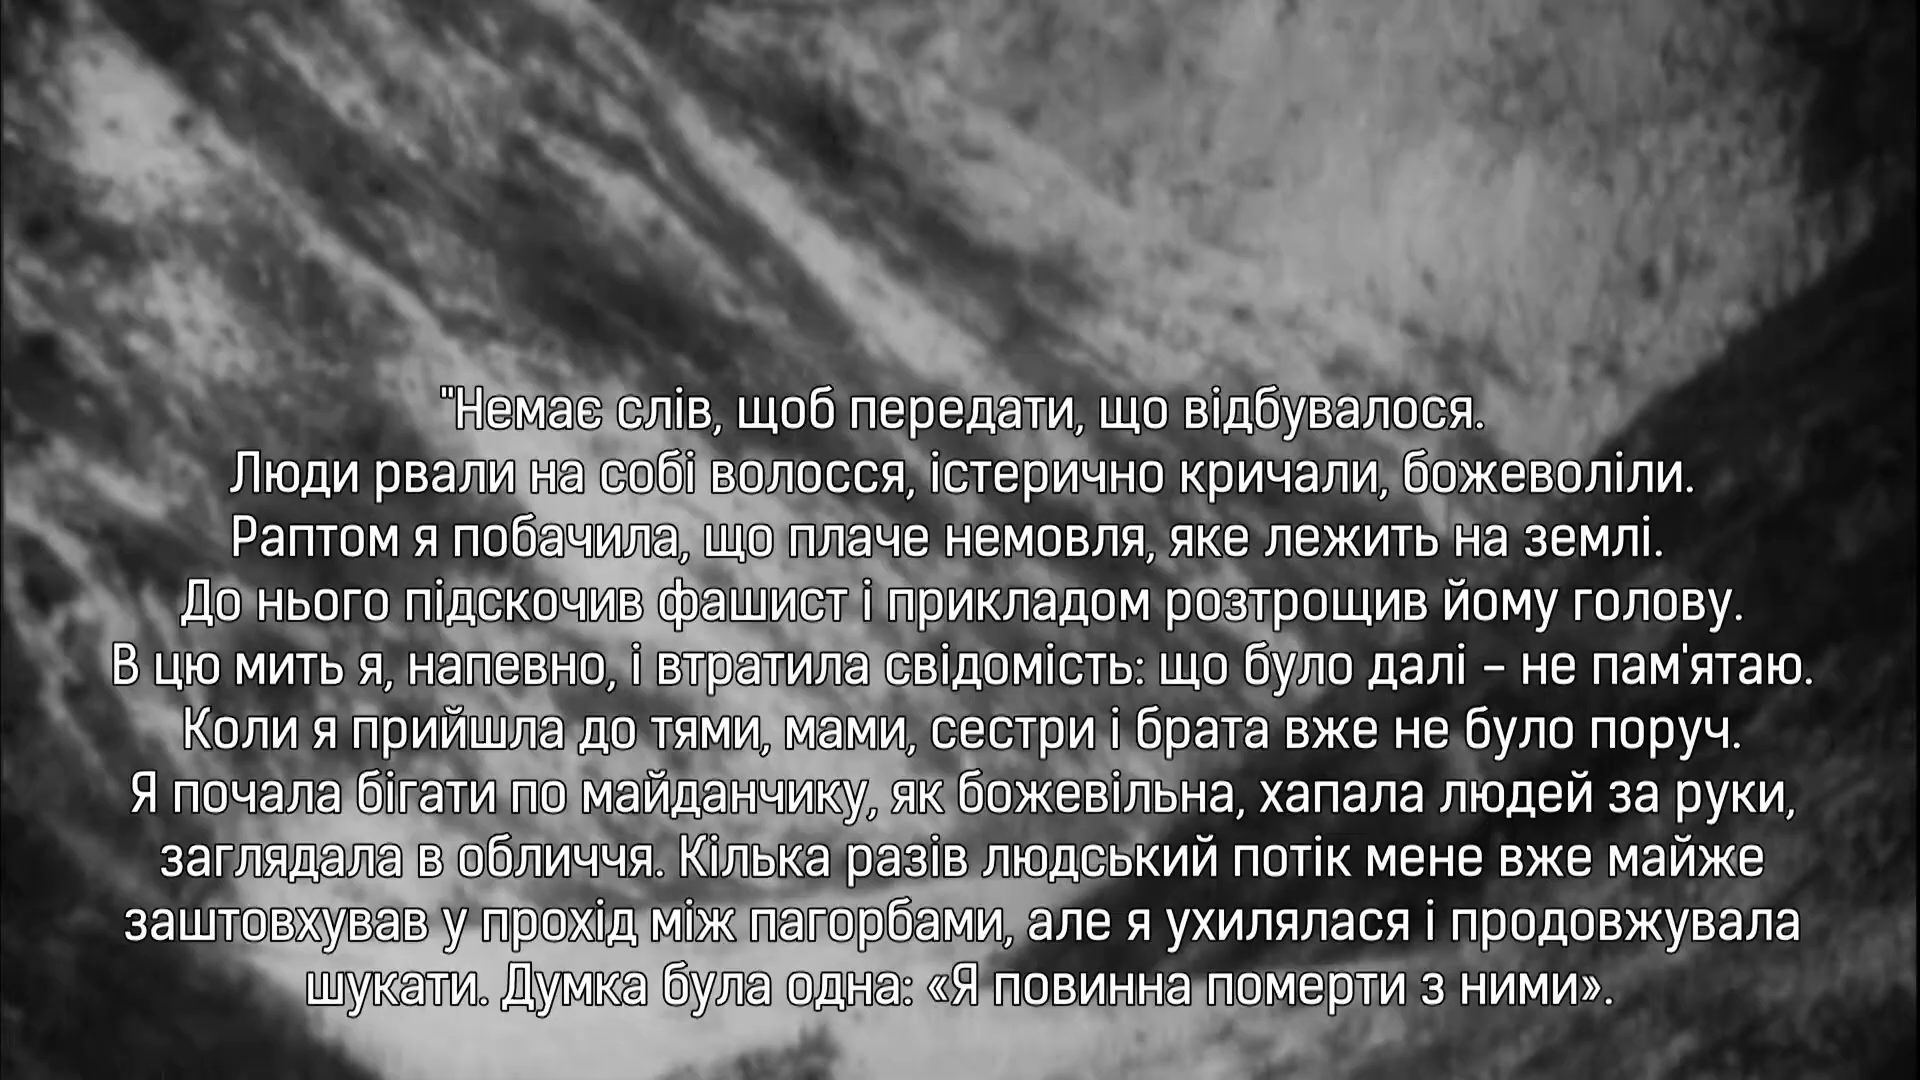 "Немає слів, щоб передати, що відбувалося.
Люди рвали на собі волосся, істерично кричали, божеволіли.
Раптом я побачила, що плаче немовля, яке лежить на землі.
До нього підскочив фашист і прикладом розтрощив йому голову.
В цю мить я, напевно, і втратила свідомість: що було далі – не пам'ятаю.
Коли я прийшла до тями, мами, сестри і брата вже не було поруч.
Я почала бігати по майданчику, як божевільна, хапала людей за руки,
заглядала в обличчя. Кілька разів людський потік мене вже майже
заштовхував у прохід між пагорбами, але я ухилялася і продовжувала
шукати. Думка була одна: «Я повинна померти з ними».